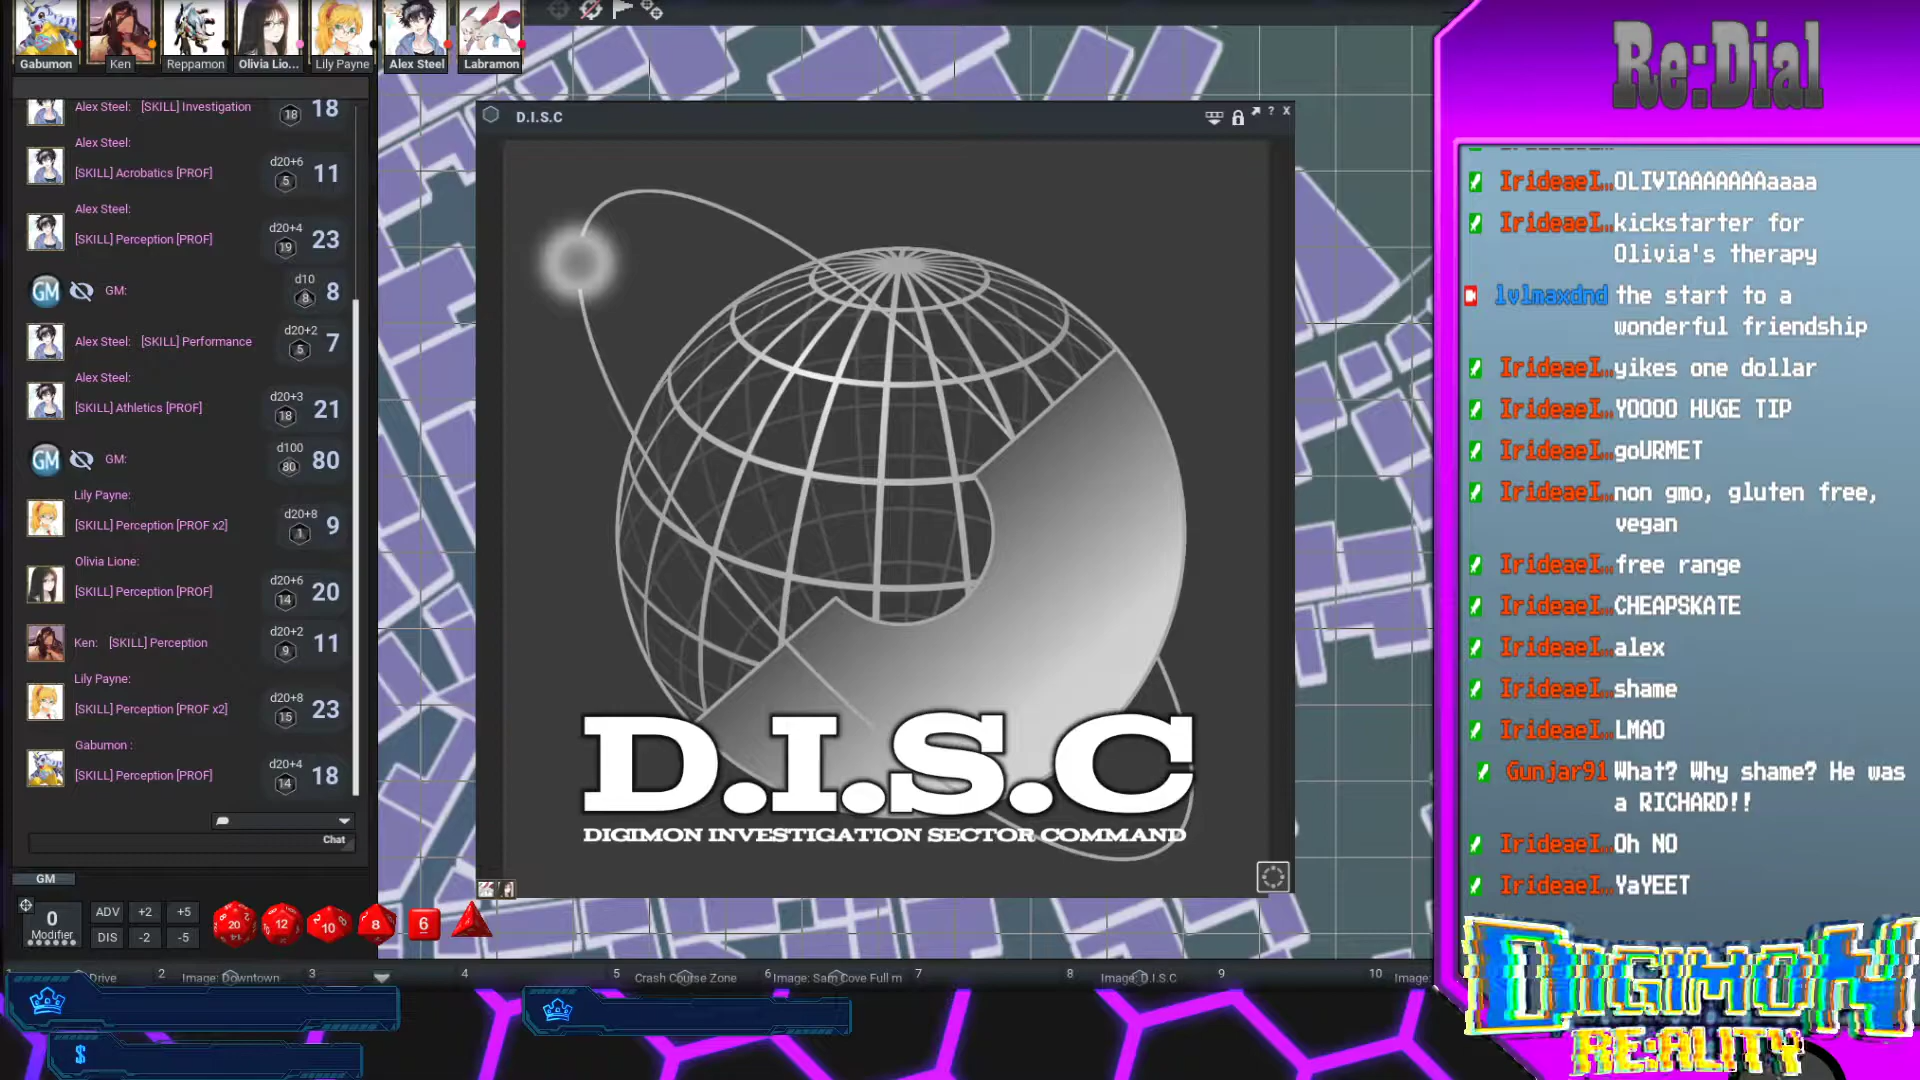 Gabumon
Ken
Reppamon
Olivia Lio...
Lily Payne
Alex Steel
Labramon
Alex Steel: [SKILL] Investigation
18
18
Alex Steel:
[SKILL] Acrobatics [PROF]
d20+6
5
11
Alex Steel:
[SKILL] Perception [PROF]
d20+4
19
23
GM
GM:
d10
8
8
Alex Steel: [SKILL] Performance
d20+2
5
7
Alex Steel:
[SKILL] Athletics [PROF]
d20+3
18
21
GM
GM:
d100
80
80
Lily Payne:
[SKILL] Perception [PROF x2]
d20+8
1
9
Olivia Lione:
[SKILL] Perception [PROF]
d20+6
14
20
Ken: [SKILL] Perception
d20+2
9
11
Lily Payne:
[SKILL] Perception [PROF x2]
d20+8
15
23
Gabumon :
[SKILL] Perception [PROF]
d20+4
14
18
Chat
GM
0
Modifier
ADV
+2
+5
DIS
-2
-5
20
12
10
8
6
D.I.S.C
?
X
D.I.S.C
DIGIMON INVESTIGATION SECTOR COMMAND
1
Drive
2
Image: Downtown
3
4
5
Crash Course Zone
6
Image: Sam Cove Full m
7
8
Image: D.I.S.C
9
10
Image:
$
Re:Dial
IrideaeI...OLIVIAAAAAAAaaaa
IrideaeI...kickstarter for
Olivia's therapy
lvlmaxdnd the start to a
wonderful friendship
IrideaeI...yikes one dollar
IrideaeI...YOOOO HUGE TIP
IrideaeI...goURMET
IrideaeI...non gmo, gluten free,
vegan
IrideaeI...free range
IrideaeI...CHEAPSKATE
IrideaeI...alex
IrideaeI...shame
IrideaeI...LMAO
Gunjar91 What? Why shame? He was
a RICHARD!!
IrideaeI...Oh NO
IrideaeI...YaYEET
DIGIMON
RE:ALITY